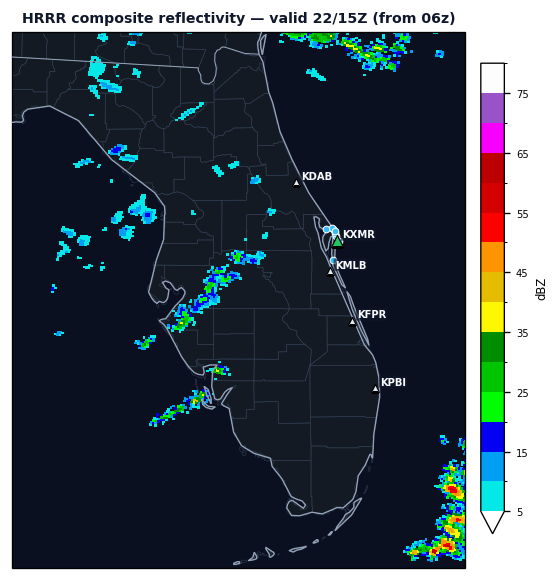 HRRR composite reflectivity — valid 22/15Z (from 06z)
KDAB
KXMR
KMLB
KFPR
KPBI
75
65
55
45
35
25
15
5
dBZ